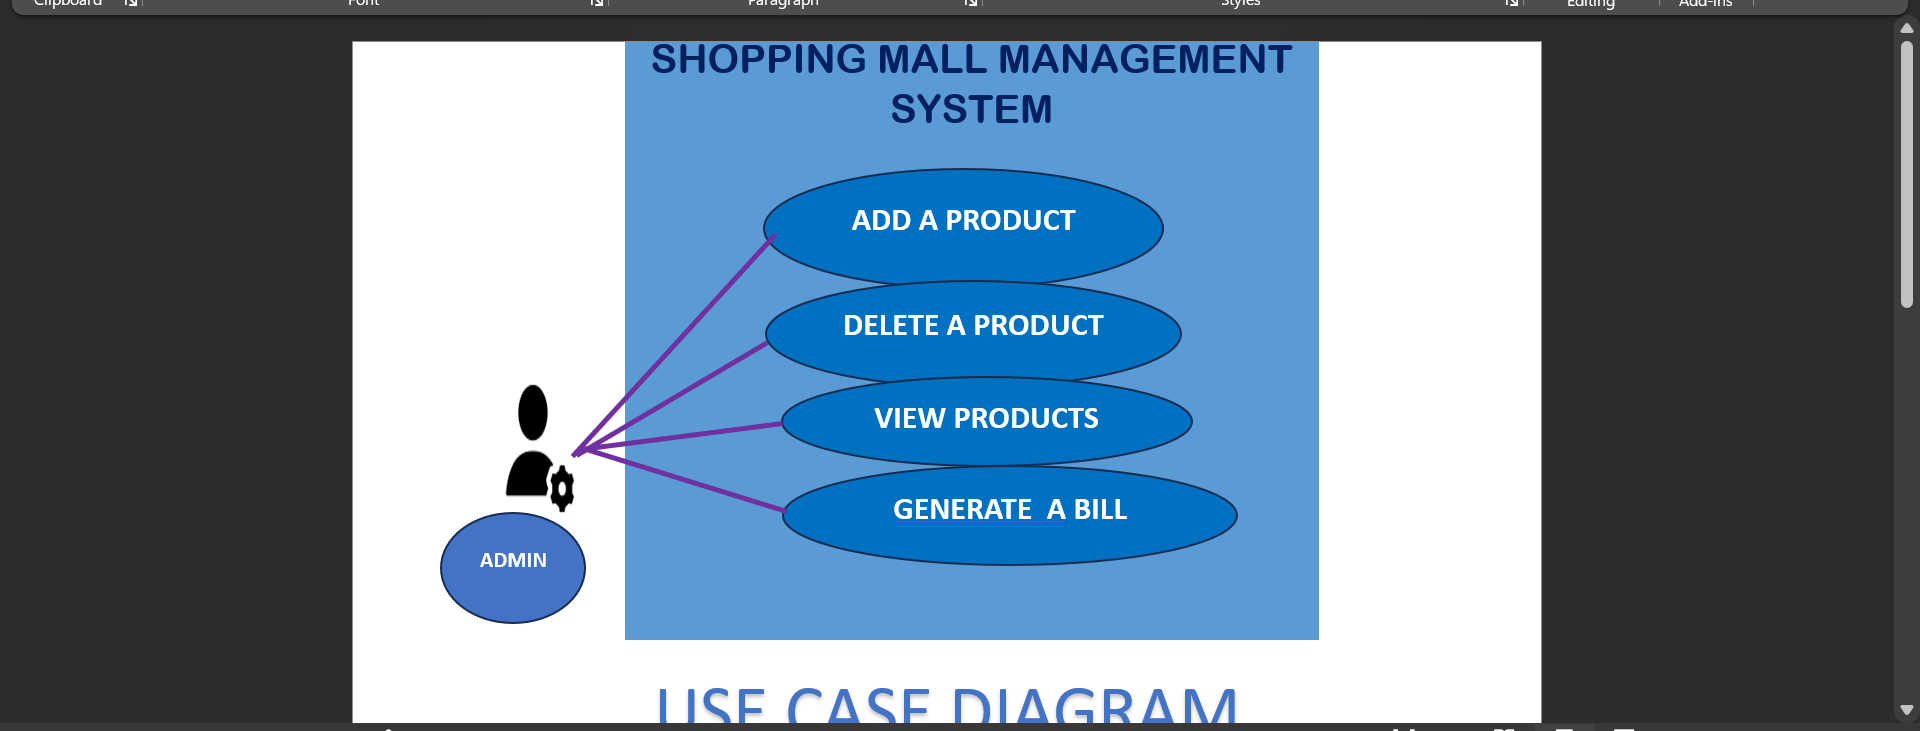 Clipboard
Font
Paragraph
Styles
Editing
Add-ins
SHOPPING MALL MANAGEMENT
SYSTEM
ADD A PRODUCT
DELETE A PRODUCT
VIEW PRODUCTS
GENERATE  A BILL
ADMIN
USE CASE DIAGRAM